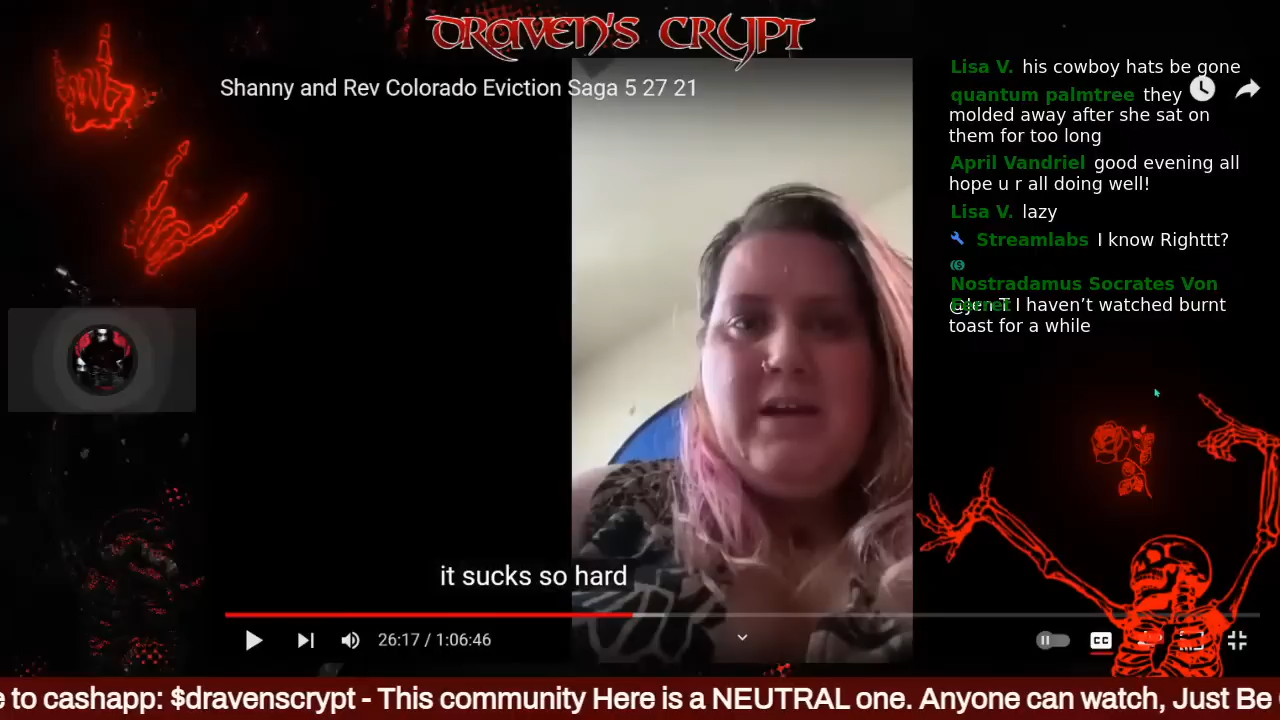 DRAVEN'S CRYPT
Shanny and Rev Colorado Eviction Saga 5 27 21
Lisa V. his cowboy hats be gone
quantum palmtree they
molded away after she sat on
them for too long
April Vandriel good evening all
hope u r all doing well!
Lisa V. lazy
Streamlabs I know Righttt?
Nostradamus Socrates Von
Ferret
@Jen T I haven’t watched burnt
toast for a while
it sucks so hard
26:17 / 1:06:46
CC
e to cashapp: $dravenscrypt - This community Here is a NEUTRAL one. Anyone can watch, Just Be